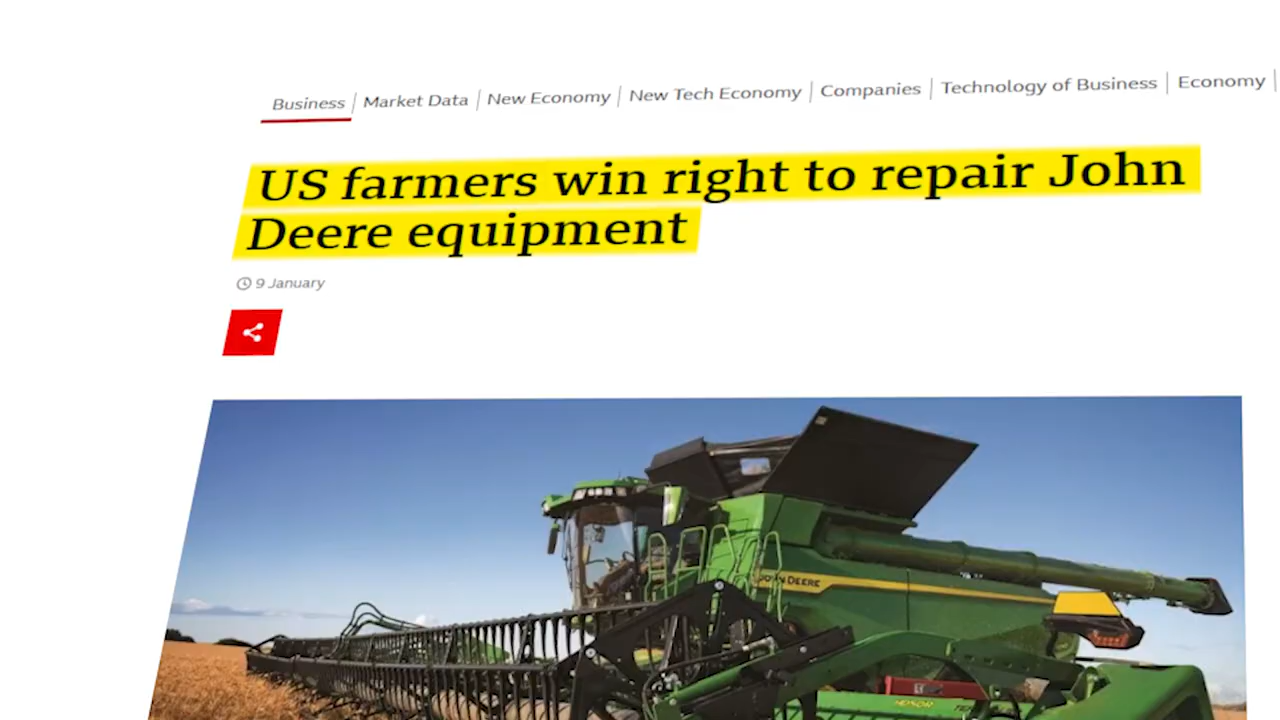 Business
Market Data
New Economy
New Tech Economy
Companies
Technology of Business
Economy
US farmers win right to repair John
Deere equipment
9 January
JOHN DEERE